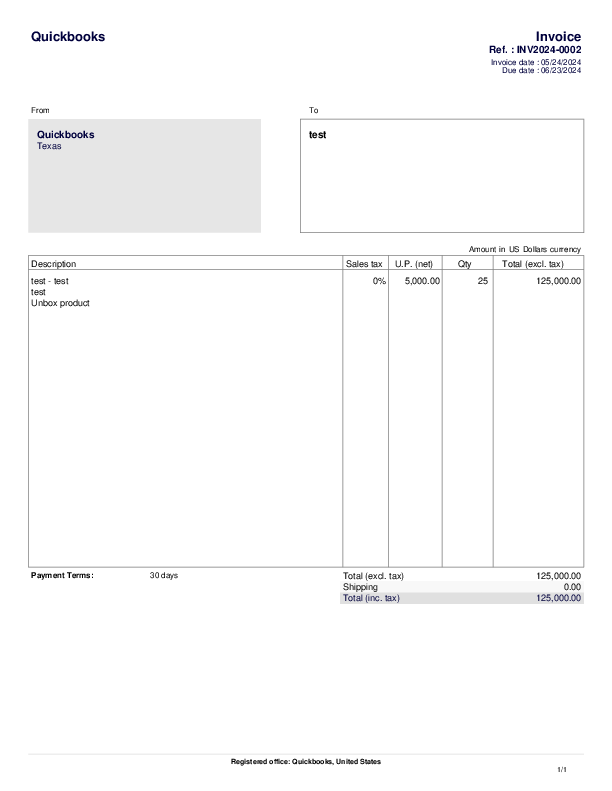 Quickbooks
Invoice
Ref. : INV2024-0002
Invoice date : 05/24/2024
Due date : 06/23/2024
From
To
Quickbooks
Texas
test
Amount in US Dollars currency
Description Sales tax U.P. (net) Qty Total (excl. tax)
test - test 0% 5,000.00 25 125,000.00
test
Unbox product
Payment Terms: 30 days
Total (excl. tax) 125,000.00
Shipping 0.00
Total (inc. tax) 125,000.00
Registered office: Quickbooks, United States
1/1